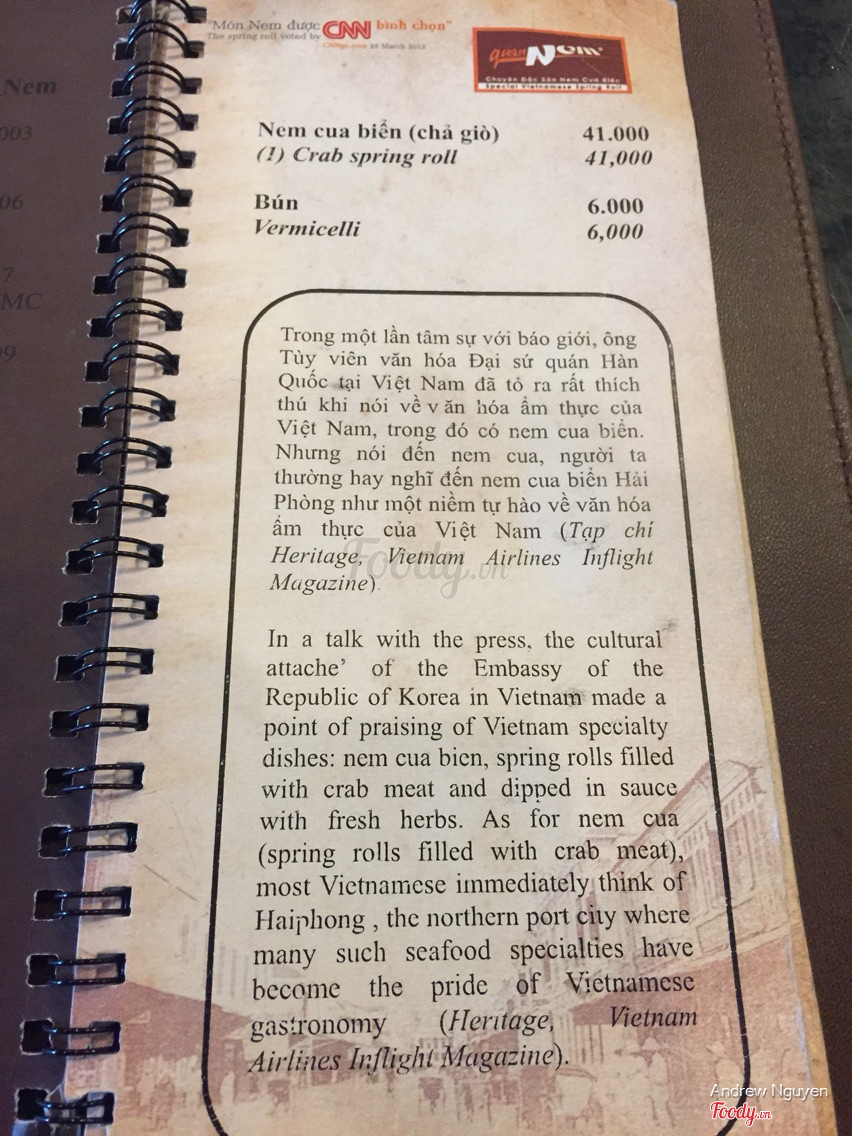 "Món Nem được CNN bình chọn"
The spring roll voted by
CNNgo.com 28 March 2012
quán Nem
Chuyên Đặc Sản Nem Cua Biển
Special Vietnamese Spring Roll
Nem
003
06
7
MC
9
Nem cua biển (chả giò) 41.000
(1) Crab spring roll 41,000
Bún 6.000
Vermicelli 6,000
Trong một lần tâm sự với báo giới, ông
Tùy viên văn hóa Đại sứ quán Hàn
Quốc tại Việt Nam đã tỏ ra rất thích
thú khi nói về văn hóa ẩm thực của
Việt Nam, trong đó có nem cua biển.
Nhưng nói đến nem cua, người ta
thường hay nghĩ đến nem cua biển Hải
Phòng như một niềm tự hào về văn hóa
ẩm thực của Việt Nam (Tạp chí
Heritage, Vietnam Airlines Inflight
Magazine).
Foody.vn
In a talk with the press, the cultural
attache' of the Embassy of the
Republic of Korea in Vietnam made a
point of praising of Vietnam specialty
dishes: nem cua bien, spring rolls filled
with crab meat and dipped in sauce
with fresh herbs. As for nem cua
(spring rolls filled with crab meat),
most Vietnamese immediately think of
Haiphong , the northern port city where
many such seafood specialties have
become the pride of Vietnamese
gastronomy (Heritage, Vietnam
Airlines Inflight Magazine).
Andrew Nguyen
Foody.vn